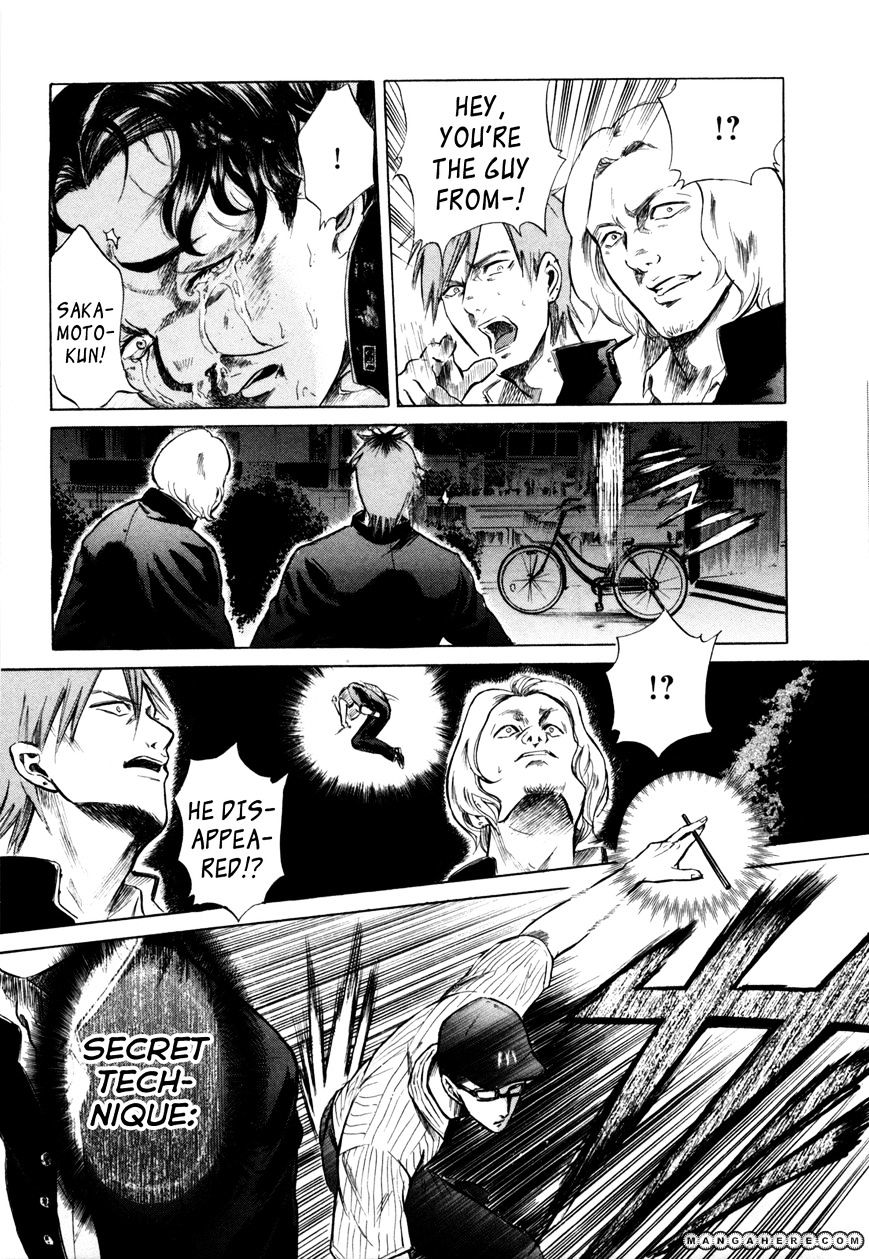 HEY,
YOU'RE
THE GUY
FROM-!
!?
!
SAKA-
MOTO-
KUN!
!?
HE DIS-
APPEA-
RED!?
SECRET
TECH-
NIQUE:
MANGAHERE.COM